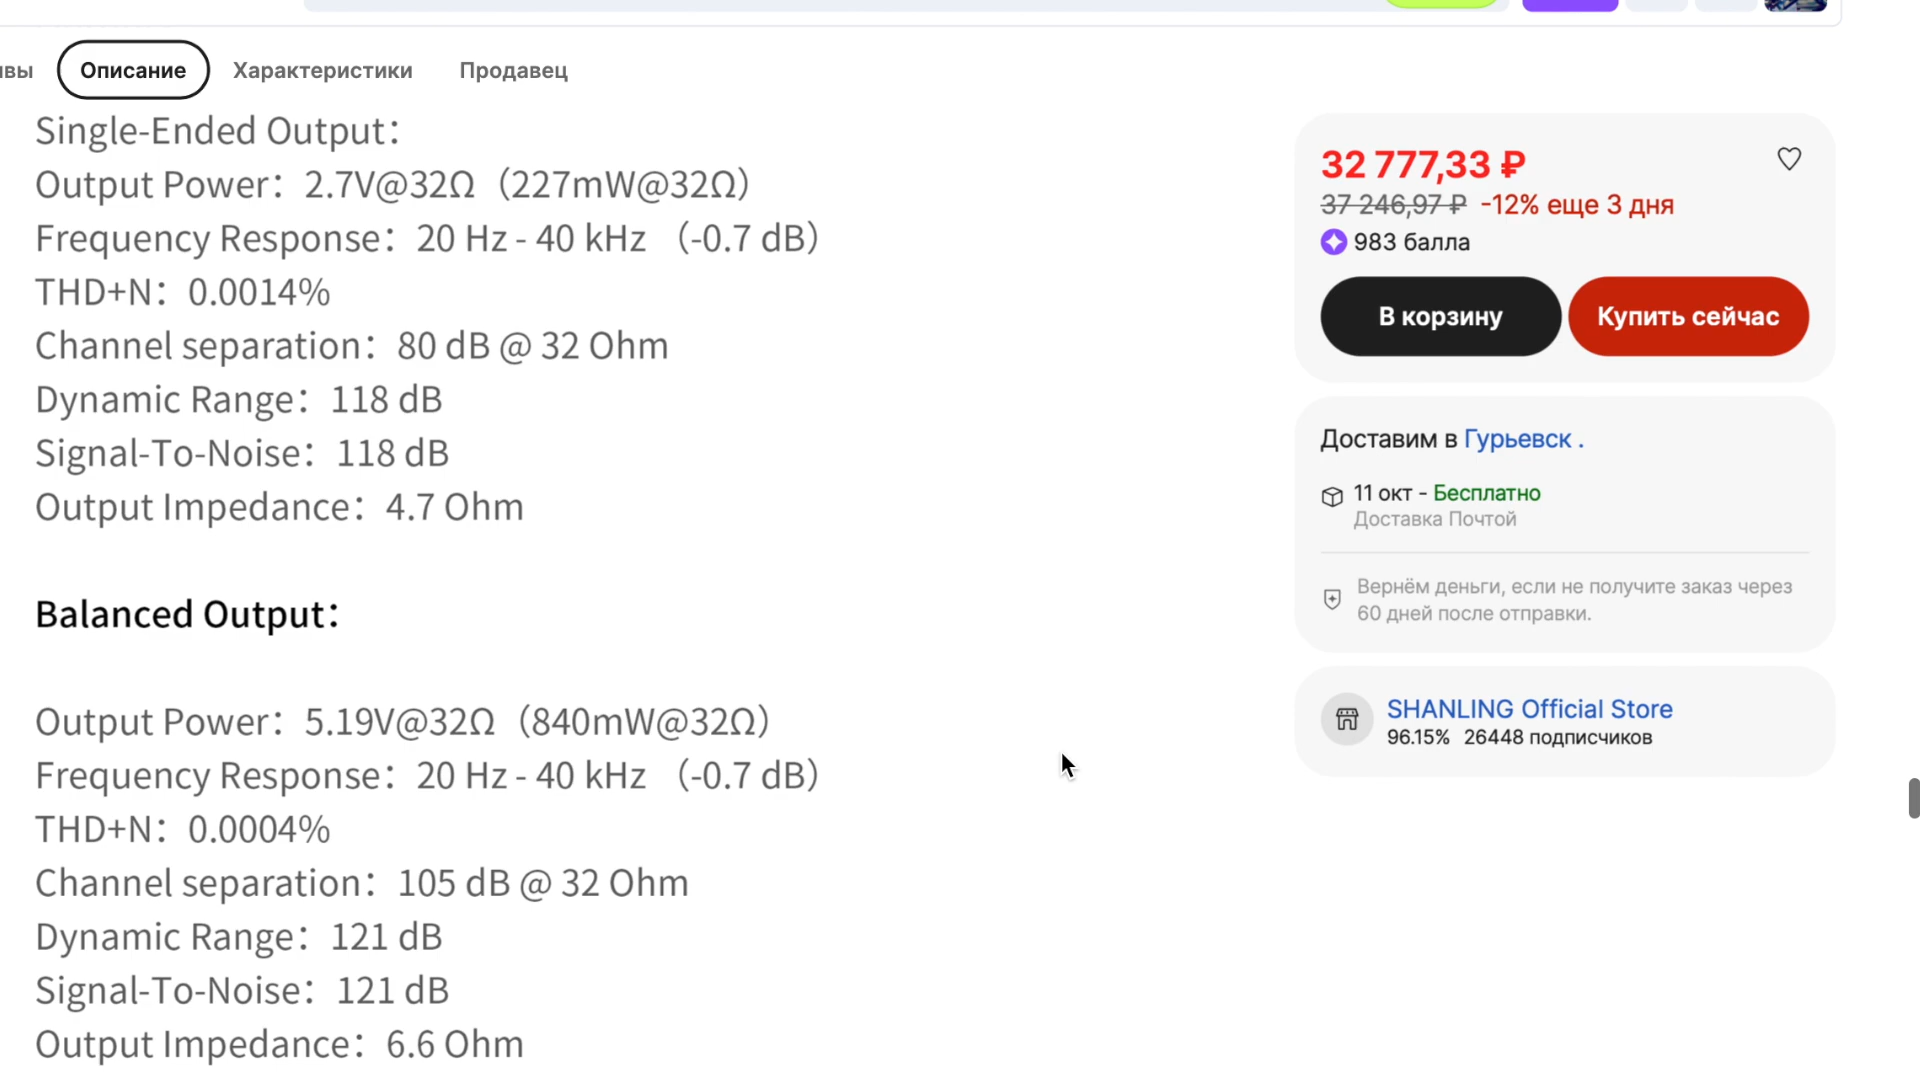 Описание
Характеристики
Продавец
Single-Ended Output：
Output Power：2.7V@32Ω（227mW@32Ω）
Frequency Response：20 Hz - 40 kHz （-0.7 dB）
THD+N：0.0014%
Channel separation：80 dB @ 32 Ohm
Dynamic Range：118 dB
Signal-To-Noise：118 dB
Output Impedance：4.7 Ohm
Balanced Output：
Output Power：5.19V@32Ω（840mW@32Ω）
Frequency Response：20 Hz - 40 kHz （-0.7 dB）
THD+N：0.0004%
Channel separation：105 dB @ 32 Ohm
Dynamic Range：121 dB
Signal-To-Noise：121 dB
Output Impedance：6.6 Ohm
32 777,33 ₽
37 246,97 ₽ -12% еще 3 дня
983 балла
В корзину
Купить сейчас
Доставим в Гурьевск .
11 окт - Бесплатно
Доставка Почтой
Вернём деньги, если не получите заказ через
60 дней после отправки.
SHANLING Official Store
96.15% 26448 подписчиков